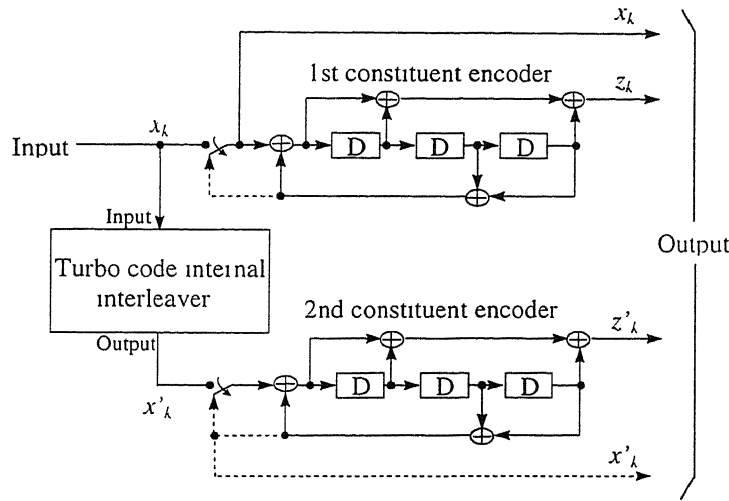 x_k
1st constituent encoder
z_k
x_k
Input
D D D
Input
Output
Turbo code internal
interleaver
2nd constituent encoder
Output
z'_k
D D D
x'_k
x'_k